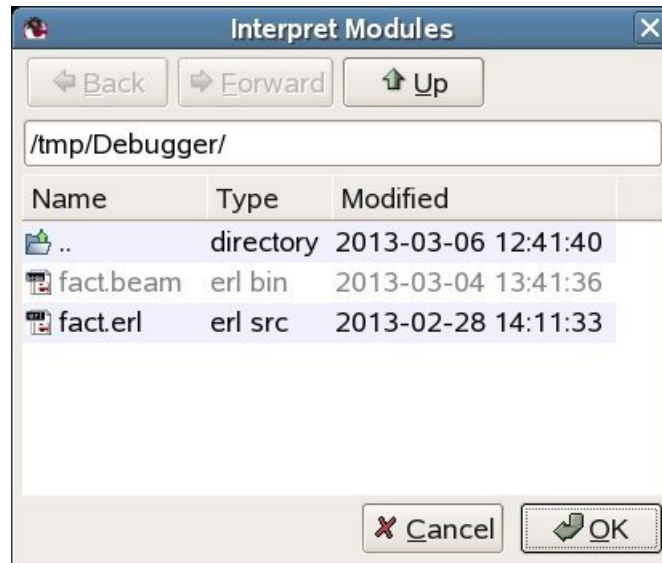 Interpret Modules
Back Forward Up
/tmp/Debugger/
Name Type Modified
.. directory 2013-03-06 12:41:40
fact.beam erl bin 2013-03-04 13:41:36
fact.erl erl src 2013-02-28 14:11:33
Cancel OK